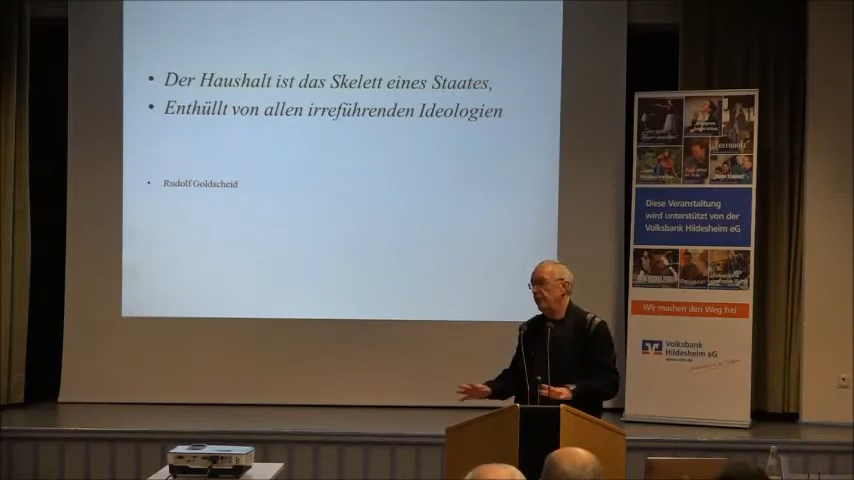 • Der Haushalt ist das Skelett eines Staates,
• Enthüllt von allen irreführenden Ideologien
• Rudolf Goldscheid
Diese Veranstaltung
wird unterstützt von der
Volksbank Hildesheim eG
Wir machen den Weg frei
Volksbank
Hildesheim eG